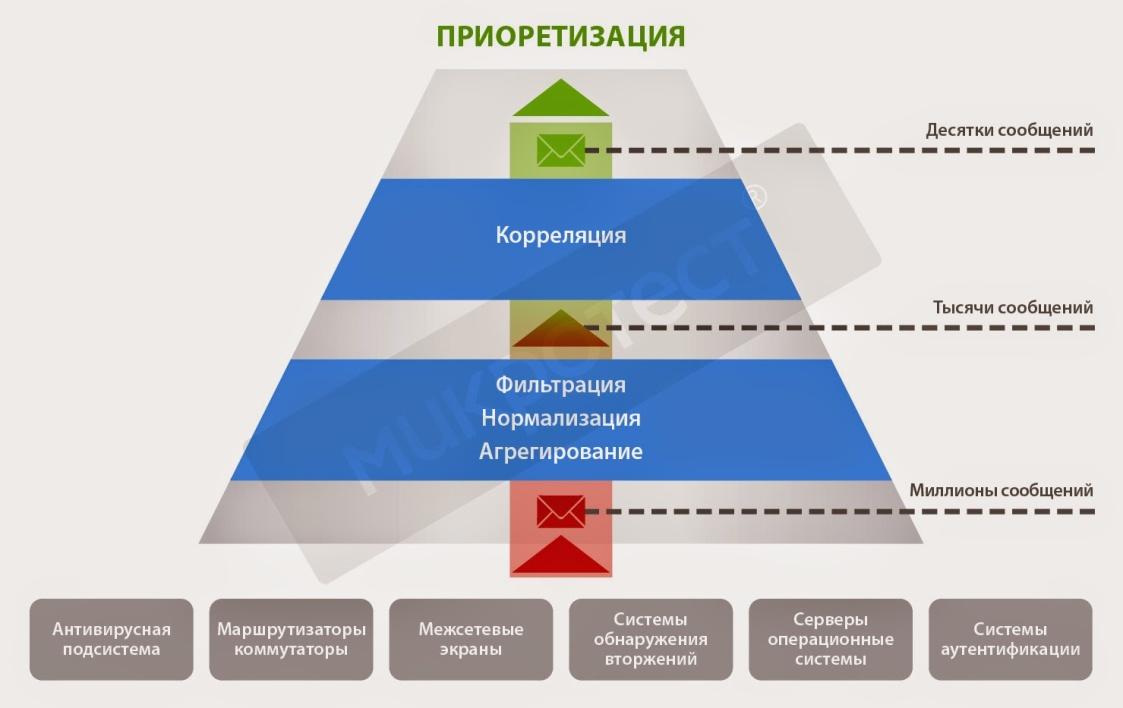 ПРИОРЕТИЗАЦИЯ
Десятки сообщений
Корреляция
Тысячи сообщений
Фильтрация
Нормализация
Агрегирование
Миллионы сообщений
микротест®
Антивирусная
подсистема
Маршрутизаторы
коммутаторы
Межсетевые
экраны
Системы
обнаружения
вторжений
Серверы
операционные
системы
Системы
аутентификации